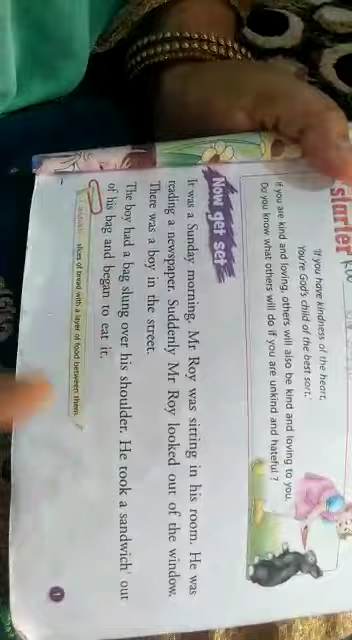 starter
'If you have kindness of the heart,
You're God's child of the best sort.'
If you are kind and loving, others will also be kind and loving to you.
Do you know what others will do if you are unkind and hateful ?
Now get set
It was a Sunday morning. Mr. Roy was sitting in his room. He was
reading a newspaper. Suddenly Mr Roy looked out of the window.
There was a boy in the street.
The boy had a bag slung over his shoulder. He took a sandwich¹ out
of his bag and began to eat it.
slices of bread with a layer of food between them.
1